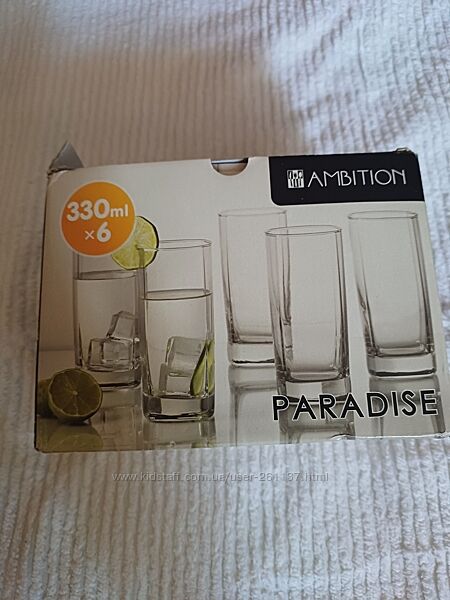 AMBITION
330ml
×6
PARADISE
www.kidstaff.com.ua/user-261137.html